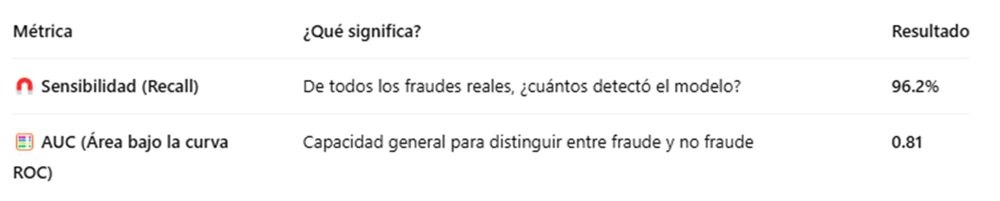 Métrica ¿Qué significa? Resultado
Sensibilidad (Recall) De todos los fraudes reales, ¿cuántos detectó el modelo? 96.2%
AUC (Área bajo la curva Capacidad general para distinguir entre fraude y no fraude 0.81
ROC)